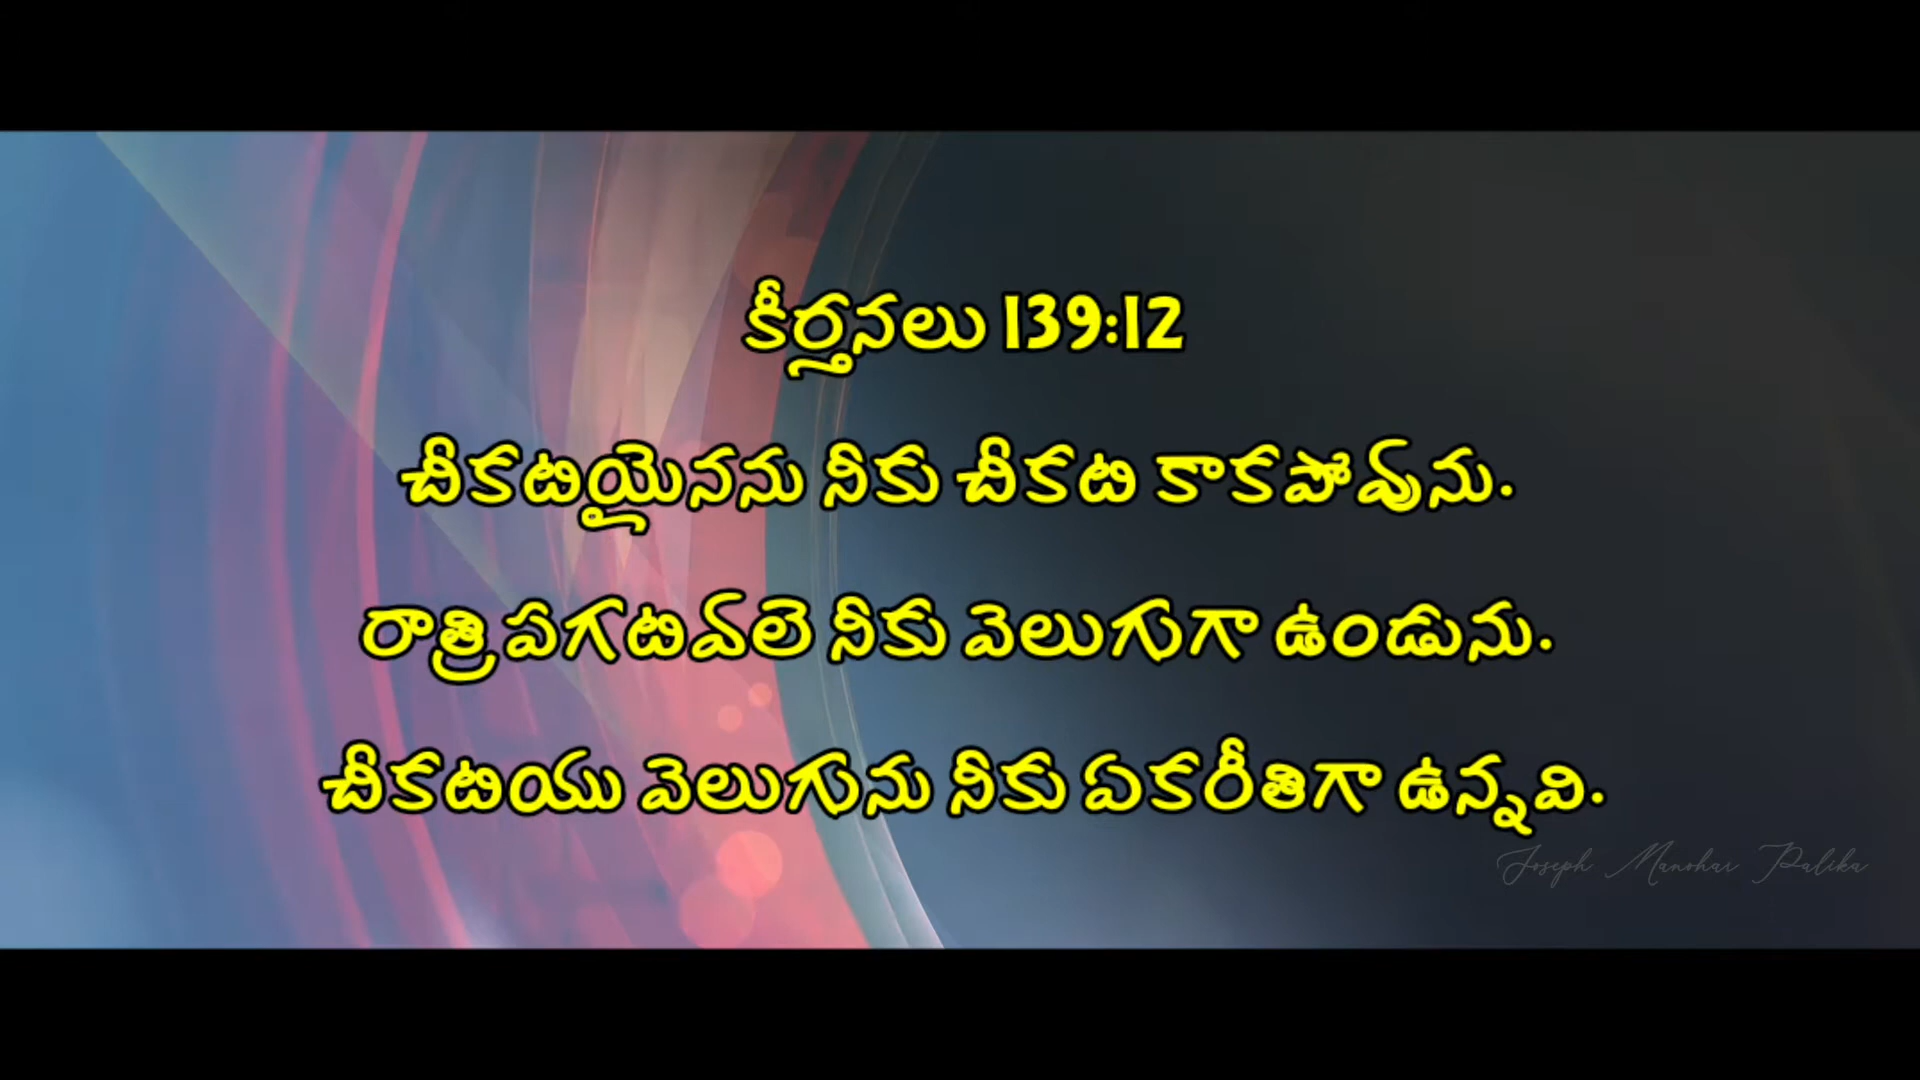 కీర్తనలు 139:12
చీకటియైనను నీకు చీకటి కాకపోవును.
రాత్రి పగటివలె నీకు వెలుగుగా ఉండును.
చీకటియు వెలుగును నీకు ఏకరీతిగా ఉన్నవి.
Joseph Manohar Palika